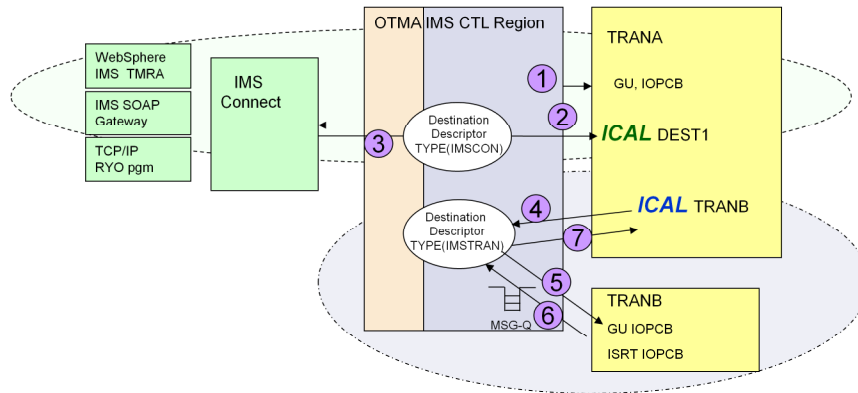 OTMA IMS CTL Region
WebSphere
IMS TMRA
IMS SOAP
Gateway
TCP/IP
RYO pgm
IMS
Connect
Destination
Descriptor
TYPE(IMSCON)
Destination
Descriptor
TYPE(IMSTRAN)
MSG-Q
1
2
3
4
7
5
6
TRANA
GU, IOPCB
ICAL DEST1
ICAL TRANB
TRANB
GU IOPCB
ISRT IOPCB